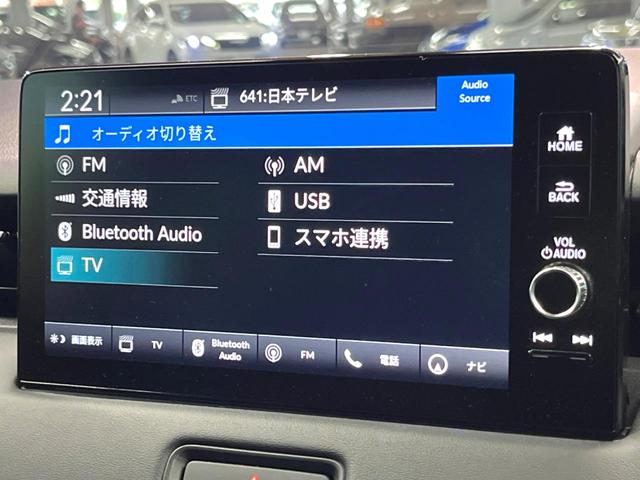 2:21
ETC
641:日本テレビ
Audio
Source
オーディオ切り替え
FM
AM
交通情報
USB
Bluetooth Audio
スマホ連携
TV
画面表示
TV
Bluetooth
Audio
FM
電話
ナビ
HOME
BACK
VOL
AUDIO